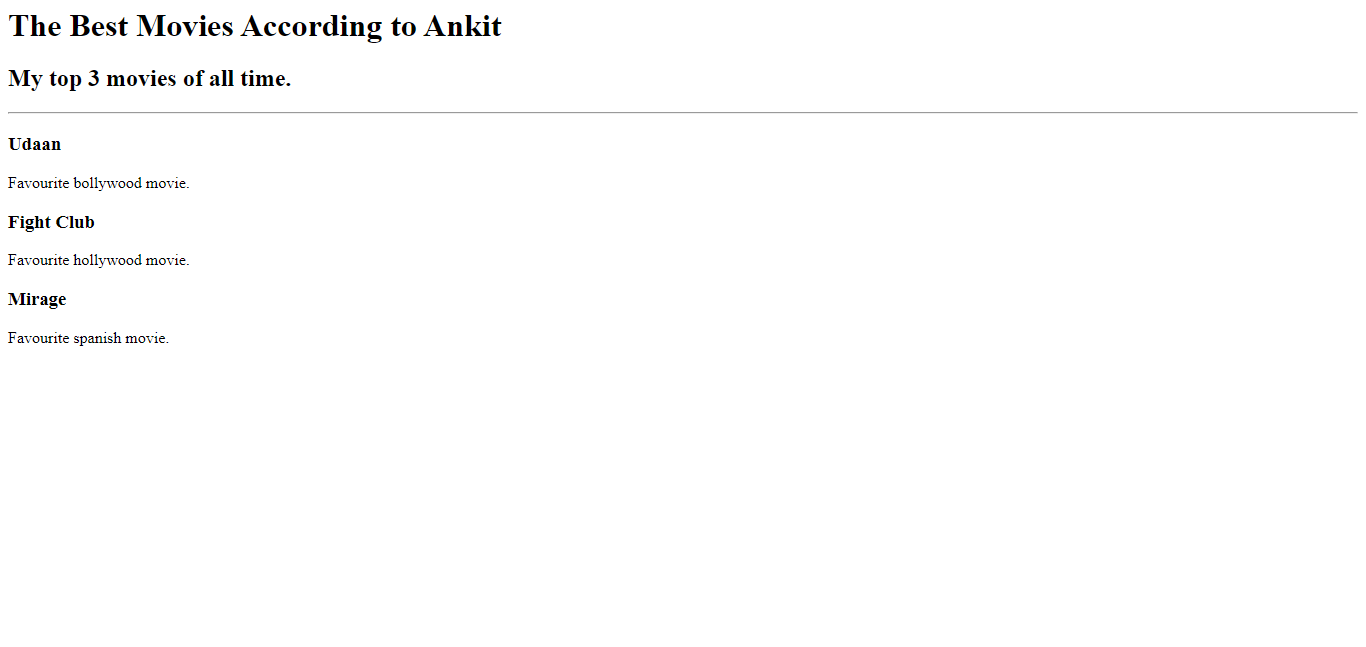 The Best Movies According to Ankit
My top 3 movies of all time.
Udaan
Favourite bollywood movie.
Fight Club
Favourite hollywood movie.
Mirage
Favourite spanish movie.